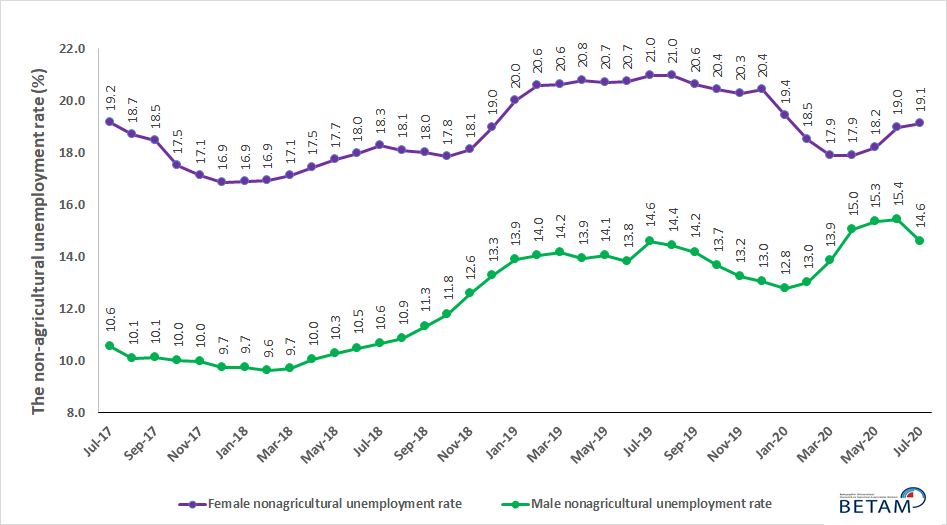 The non-agricultural unemployment rate (%)
22.0
20.0
18.0
16.0
14.0
12.0
10.0
8.0
19.2 18.7 18.5 17.5 17.1 16.9 16.9 16.9 17.1 17.5 17.7 18.0 18.3 18.1 18.0 17.8 18.1 19.0 20.0 20.6 20.6 20.8 20.7 20.7 21.0 21.0 20.6 20.4 20.3 20.4 19.4 18.5 17.9 17.9 18.2 19.0 19.1
10.6 10.1 10.1 10.0 10.0 9.7 9.7 9.6 9.7 10.0 10.3 10.5 10.6 10.9 11.3 11.8 12.6 13.3 13.9 14.0 14.2 13.9 14.1 13.8 14.6 14.4 14.2 13.7 13.2 13.0 12.8 13.0 13.9 15.0 15.3 15.4 14.6
Jul-17 Sep-17 Nov-17 Jan-18 Mar-18 May-18 Jul-18 Sep-18 Nov-18 Jan-19 Mar-19 May-19 Jul-19 Sep-19 Nov-19 Jan-20 Mar-20 May-20 Jul-20
Female nonagricultural unemployment rate Male nonagricultural unemployment rate
BETAM